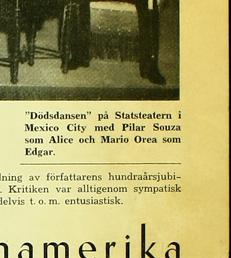 "Dödsdansen" på Statsteatern i
Mexico City med Pilar Souza
som Alice och Mario Orea som
Edgar.
dning av författarens hundraårsjubi-
. Kritiken var alltigenom sympatisk
delvis t. o. m. entusiastisk.
namerika